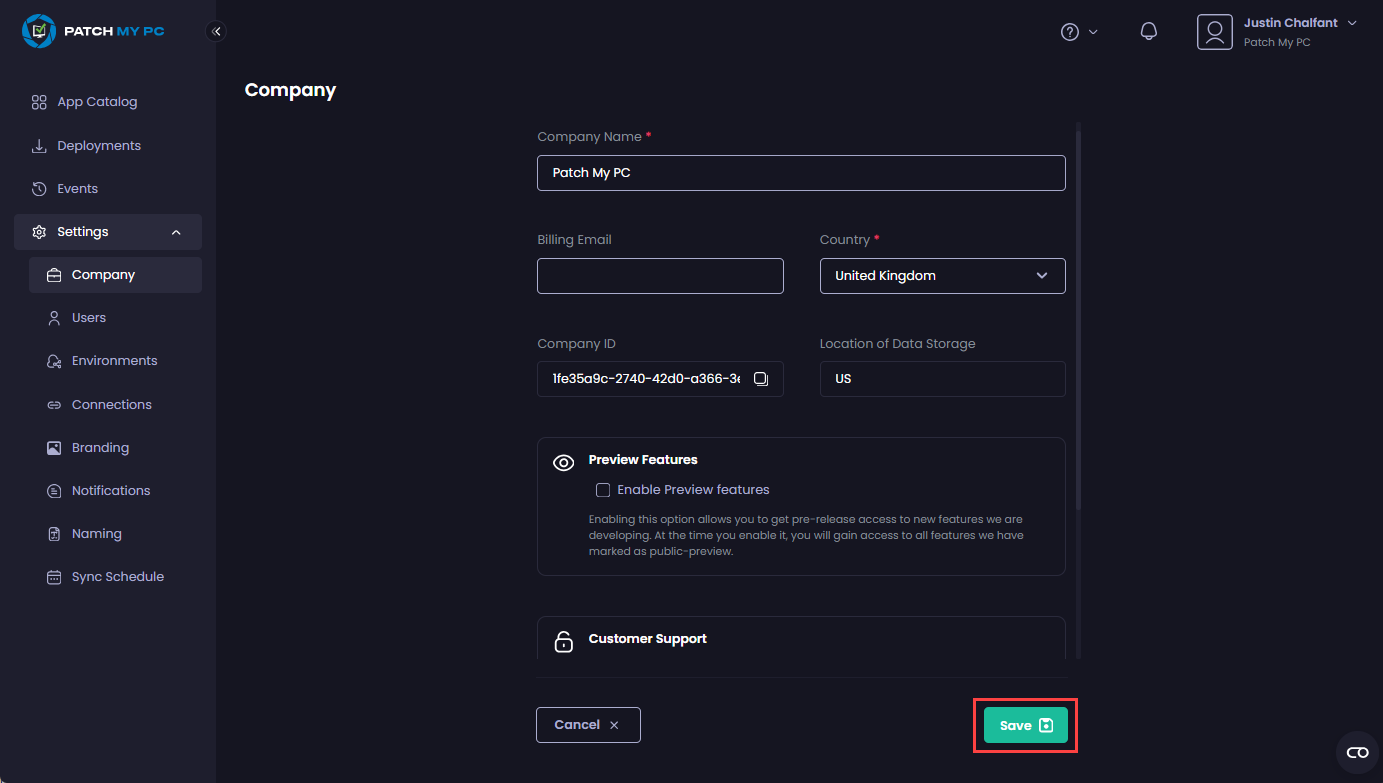 PATCH MY PC
Justin Chalfant
Patch My PC
App Catalog
Deployments
Events
Settings
Company
Users
Environments
Connections
Branding
Notifications
Naming
Sync Schedule
Company
Company Name *
Patch My PC
Billing Email
Country *
United Kingdom
Company ID
Location of Data Storage
1fe35a9c-2740-42d0-a366-3e
US
Preview Features
Enable Preview features
Enabling this option allows you to get pre-release access to new features we are
developing. At the time you enable it, you will gain access to all features we have
marked as public-preview.
Customer Support
Cancel
Save